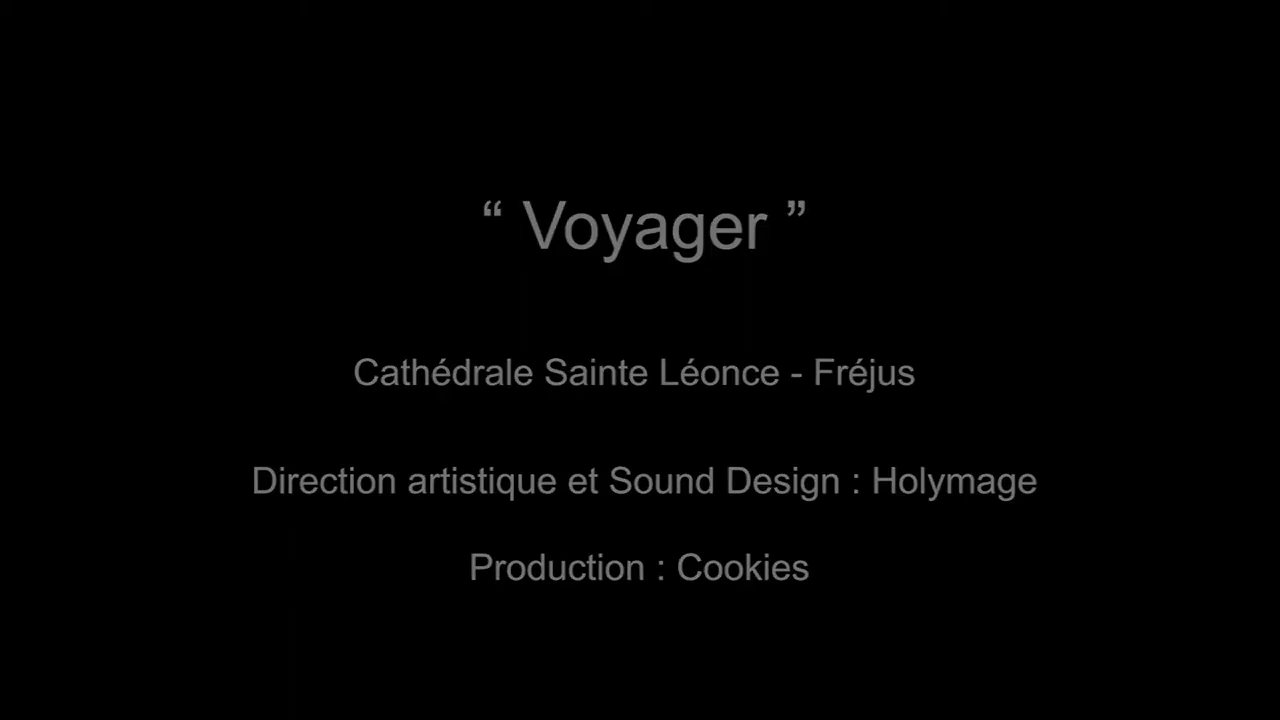 “ Voyager ”
Cathédrale Sainte Léonce - Fréjus
Direction artistique et Sound Design : Holymage
Production : Cookies